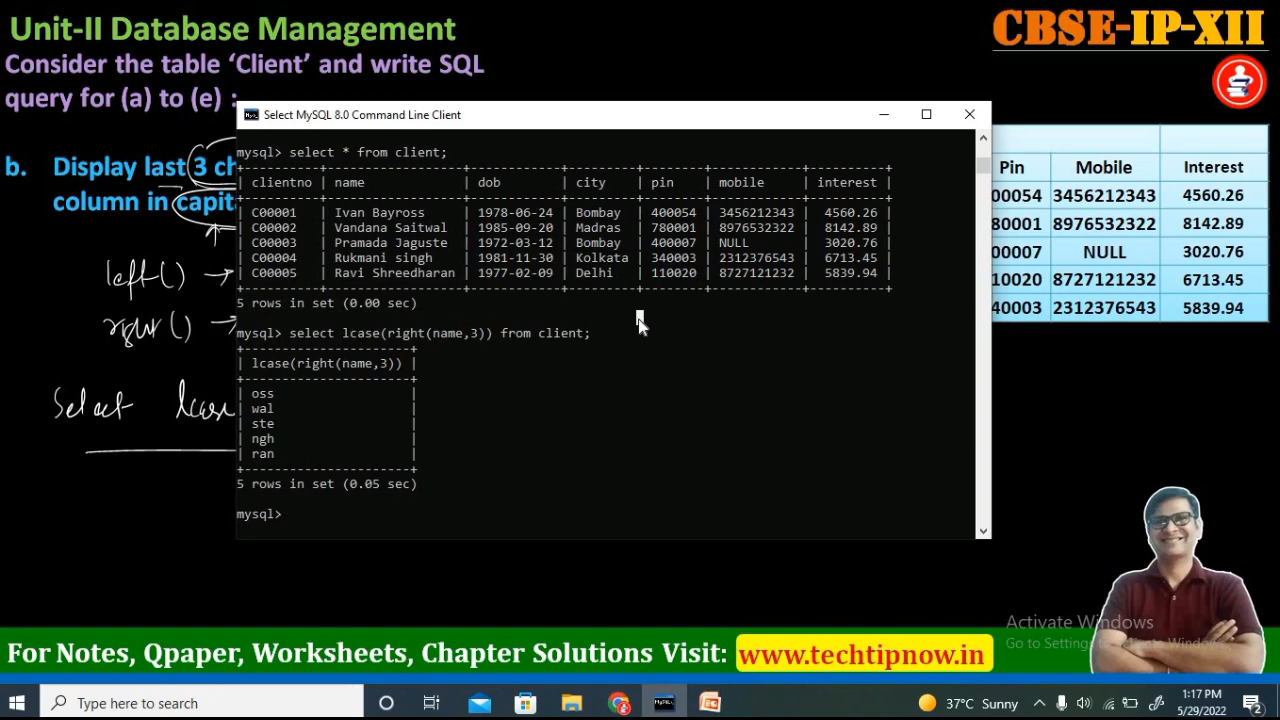 Unit-II Database Management
CBSE-IP-XII
Consider the table ‘Client’ and write SQL
query for (a) to (e) :
b. Display last 3 ch
column in capita
left() →
right() →
Select lcase
Select MySQL 8.0 Command Line Client
mysql> select * from client;
| clientno | name | dob | city | pin | mobile | interest |
| C00001 | Ivan Bayross | 1978-06-24 | Bombay | 400054 | 3456212343 | 4560.26 |
| C00002 | Vandana Saitwal | 1985-09-20 | Madras | 780001 | 8976532322 | 8142.89 |
| C00003 | Pramada Jaguste | 1972-03-12 | Bombay | 400007 | NULL | 3020.76 |
| C00004 | Rukmani singh | 1981-11-30 | Kolkata | 340003 | 2312376543 | 6713.45 |
| C00005 | Ravi Shreedharan | 1977-02-09 | Delhi | 110020 | 8727121232 | 5839.94 |
5 rows in set (0.00 sec)
mysql> select lcase(right(name,3)) from client;
| lcase(right(name,3)) |
| oss |
| wal |
| ste |
| ngh |
| ran |
5 rows in set (0.05 sec)
mysql>
Pin Mobile Interest
00054 3456212343 4560.26
80001 8976532322 8142.89
00007 NULL 3020.76
10020 8727121232 6713.45
40003 2312376543 5839.94
Activate Windows
For Notes, Qpaper, Worksheets, Chapter Solutions Visit: www.techtipnow.in
Type here to search
37°C Sunny
1:17 PM
5/29/2022
2